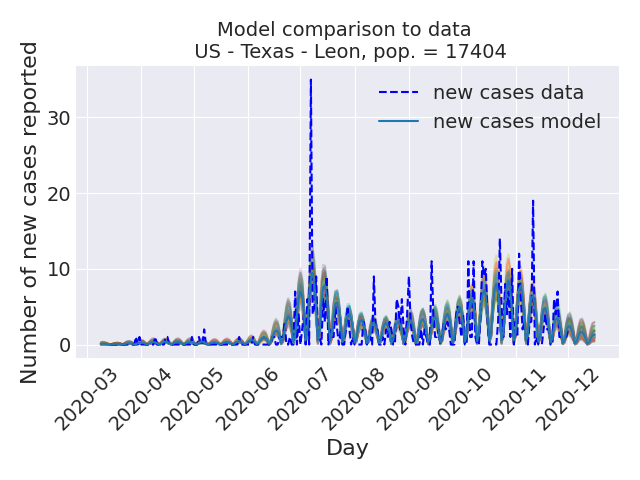 Model comparison to data
US - Texas - Leon, pop. = 17404
Number of new cases reported
30
20
10
0
new cases data
new cases model
2020-03
2020-04
2020-05
2020-06
2020-07
2020-08
2020-09
2020-10
2020-11
2020-12
Day